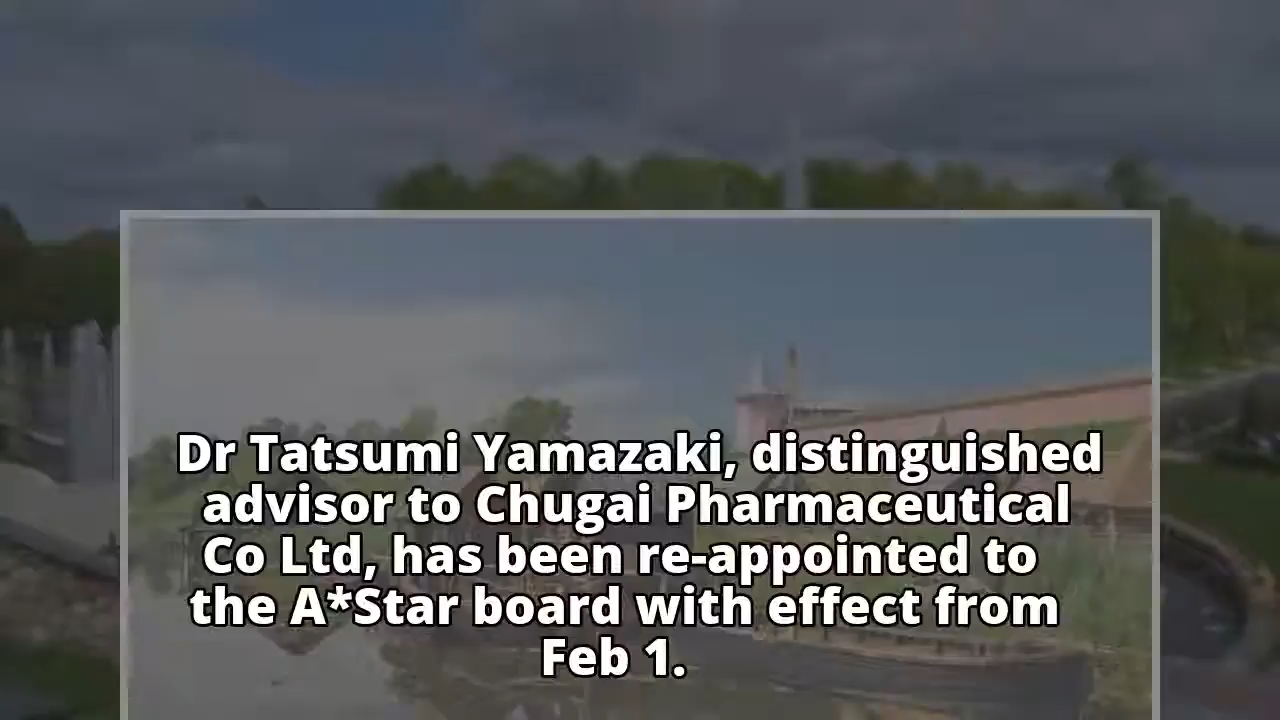 Dr Tatsumi Yamazaki, distinguished
advisor to Chugai Pharmaceutical
Co Ltd, has been re-appointed to
the A*Star board with effect from
Feb 1.